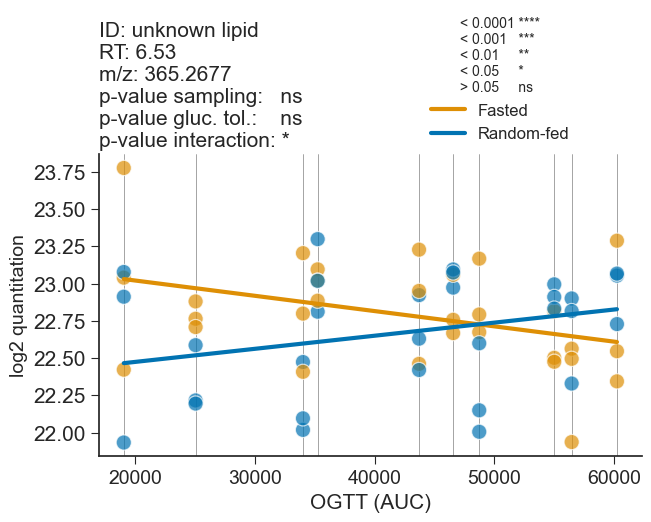 ID: unknown lipid
RT: 6.53
m/z: 365.2677
p-value sampling: ns
p-value gluc. tol.: ns
p-value interaction: *
< 0.0001 ****
< 0.001 ***
< 0.01 **
< 0.05 *
> 0.05 ns
Fasted
Random-fed
log2 quantitation
23.75
23.50
23.25
23.00
22.75
22.50
22.25
22.00
20000 30000 40000 50000 60000
OGTT (AUC)